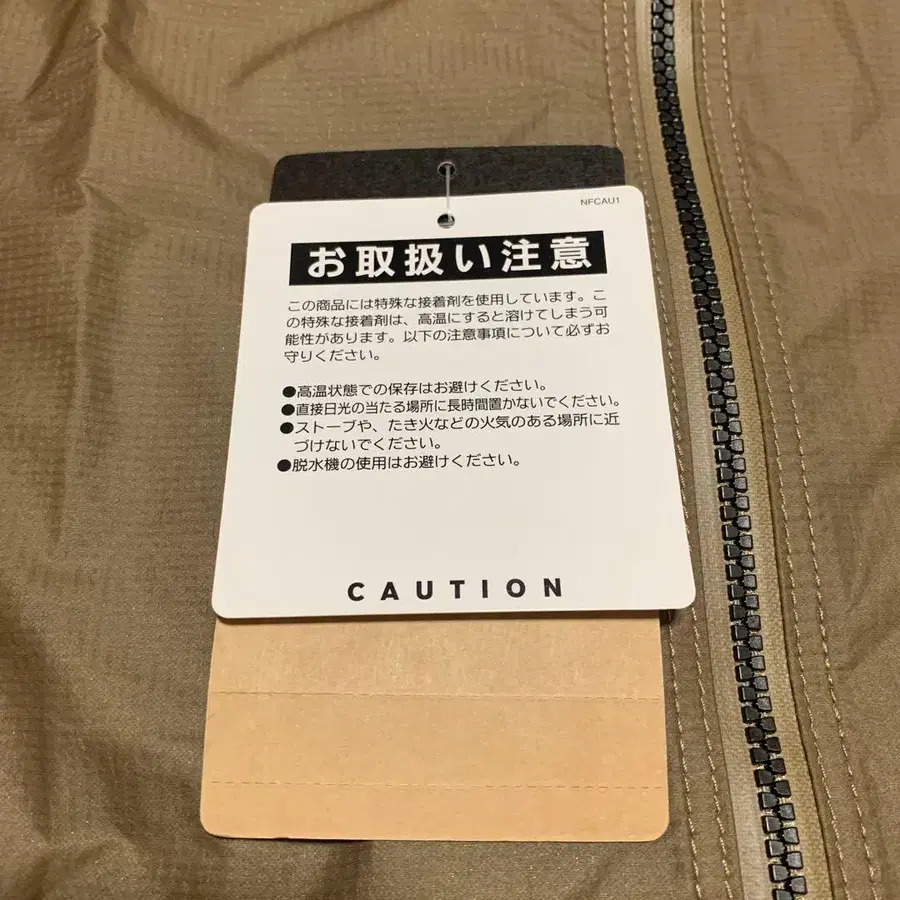 NFCAU1
お取扱い注意
この商品には特殊な接着剤を使用しています。こ
の特殊な接着剤は、高温にすると溶けてしまう可
能性があります。以下の注意事項について必ずお
守りください。
●高温状態での保存はお避けください。
●直接日光の当たる場所に長時間置かないでください。
●ストーブや、たき火などの火気のある場所に近
づけないでください。
●脱水機の使用はお避けください。
CAUTION